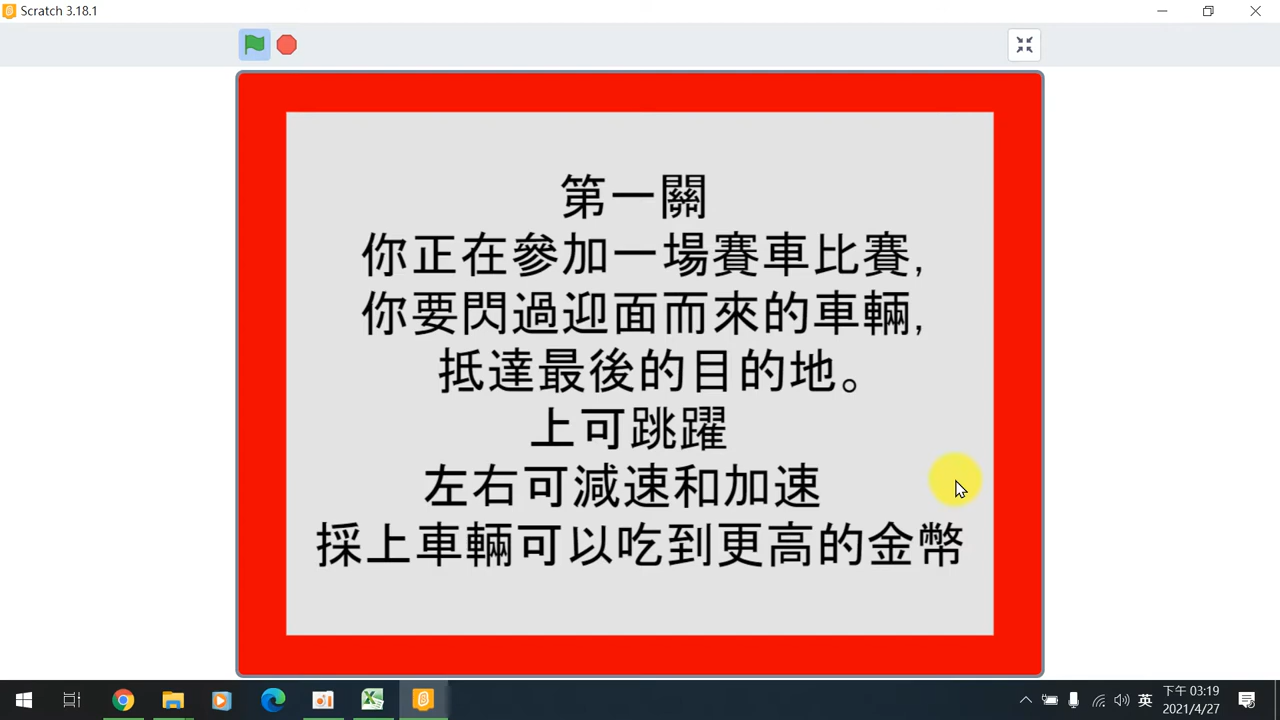 Scratch 3.18.1
第一關
你正在參加一場賽車比賽,
你要閃過迎面而來的車輛,
抵達最後的目的地。
上可跳躍
左右可減速和加速
採上車輛可以吃到更高的金幣
英
下午 03:19
2021/4/27